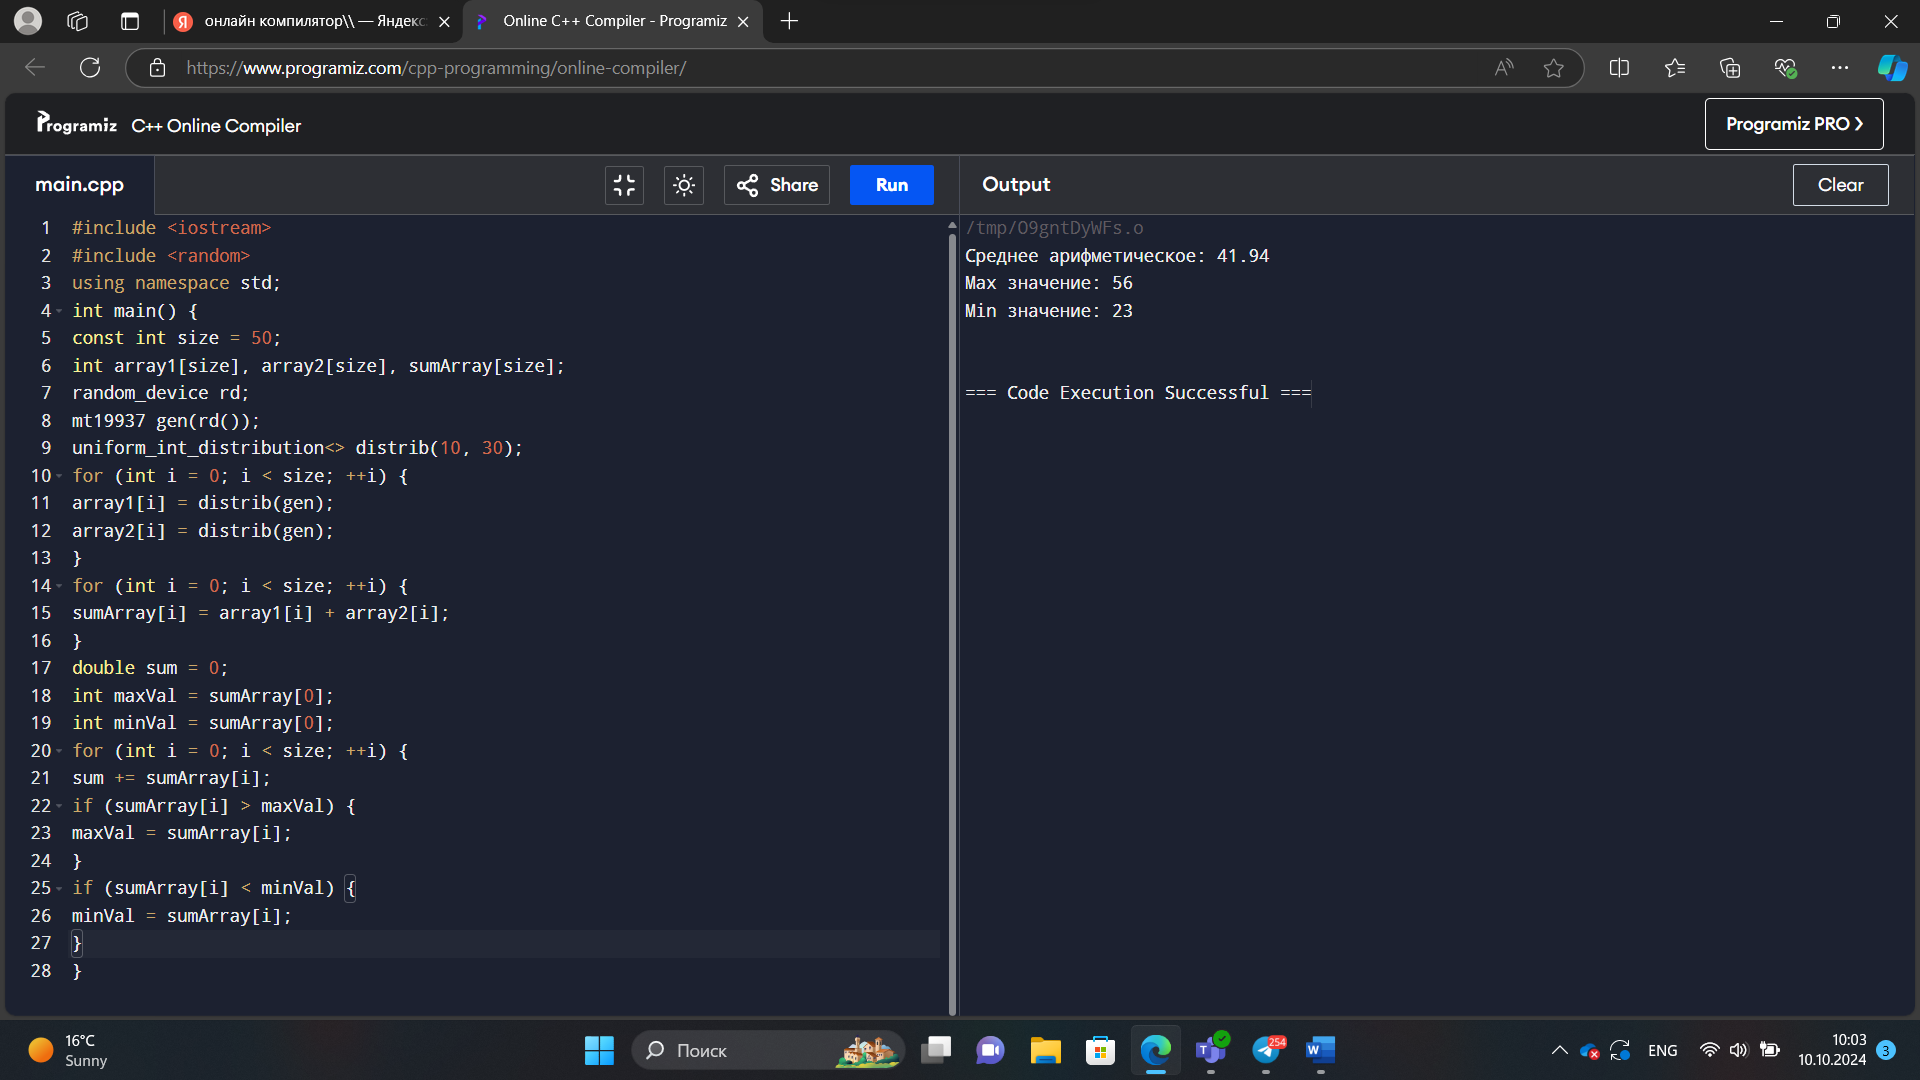 онлайн компилятор\\ — Яндекс
Online C++ Compiler - Programiz
https://www.programiz.com/cpp-programming/online-compiler/
Programiz C++ Online Compiler
Programiz PRO
main.cpp
Share
Run
Output
Clear
1 #include <iostream>
2 #include <random>
3 using namespace std;
4 int main() {
5 const int size = 50;
6 int array1[size], array2[size], sumArray[size];
7 random_device rd;
8 mt19937 gen(rd());
9 uniform_int_distribution<> distrib(10, 30);
10 for (int i = 0; i < size; ++i) {
11 array1[i] = distrib(gen);
12 array2[i] = distrib(gen);
13 }
14 for (int i = 0; i < size; ++i) {
15 sumArray[i] = array1[i] + array2[i];
16 }
17 double sum = 0;
18 int maxVal = sumArray[0];
19 int minVal = sumArray[0];
20 for (int i = 0; i < size; ++i) {
21 sum += sumArray[i];
22 if (sumArray[i] > maxVal) {
23 maxVal = sumArray[i];
24 }
25 if (sumArray[i] < minVal) {
26 minVal = sumArray[i];
27 }
28 }
/tmp/O9gntDyWFs.o
Среднее арифметическое: 41.94
Max значение: 56
Min значение: 23
=== Code Execution Successful ===
16°C
Sunny
Поиск
254
ENG
10:03
10.10.2024
3